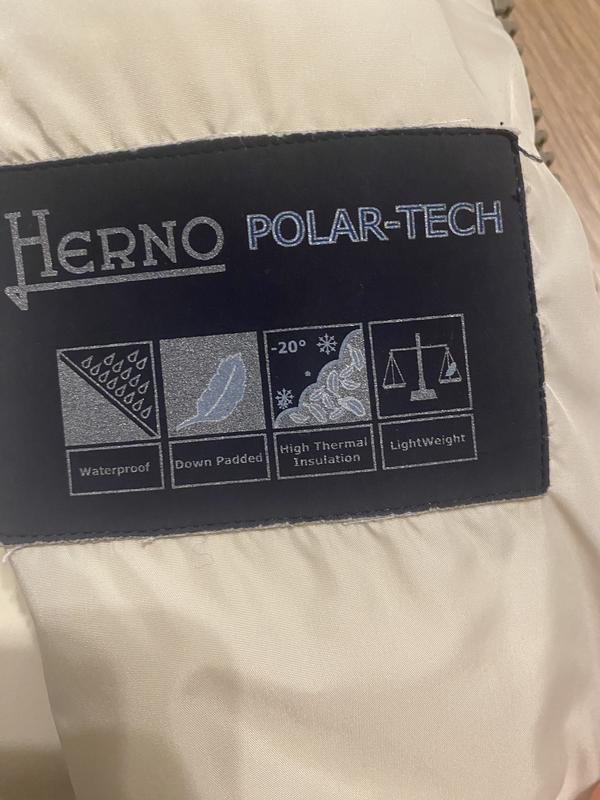 HERNO POLAR-TECH
-20°
Waterproof
Down Padded
High Thermal
Insulation
LightWeight